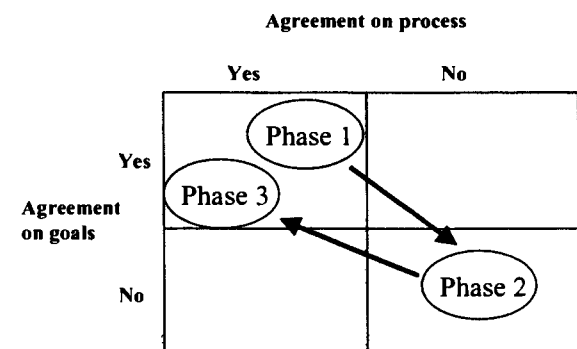 Agreement on process
Yes
No
Phase 1
Yes
Phase 3
Agreement
on goals
Phase 2
No